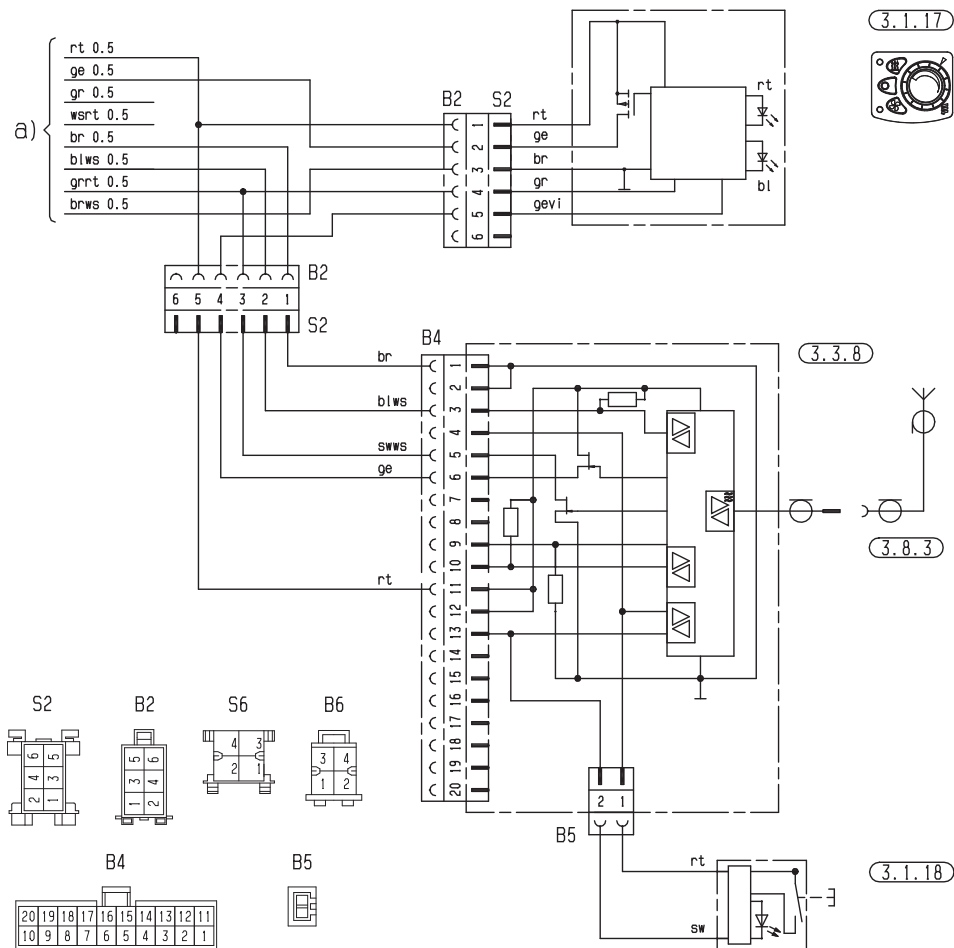 3.1.17
a)
rt 0.5
ge 0.5
gr 0.5
wsrt 0.5
br 0.5
blws 0.5
grrt 0.5
brws 0.5
B2 S2
1
2
3
4
5
6
rt
ge
br
gr
gevi
rt
bl
B2
6 5 4 3 2 1
S2
B4
3.3.8
br
blws
swws
ge
rt
1
2
3
4
5
6
7
8
9
10
11
12
13
14
15
16
17
18
19
20
3.8.3
2 1
B5
rt
sw
3.1.18
S2 B2 S6 B6
6 5
4 3
2 1
5 6
3 4
1 2
4 3
2 1
3 4
1 2
B4 B5
20 19 18 17 16 15 14 13 12 11
10 9 8 7 6 5 4 3 2 1